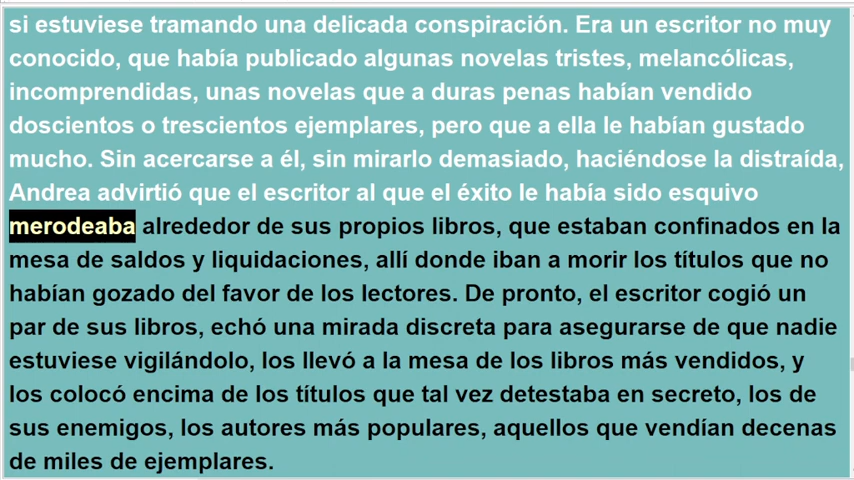 si estuviese tramando una delicada conspiración. Era un escritor no muy
conocido, que había publicado algunas novelas tristes, melancólicas,
incomprendidas, unas novelas que a duras penas habían vendido
doscientos o trescientos ejemplares, pero que a ella le habían gustado
mucho. Sin acercarse a él, sin mirarlo demasiado, haciéndose la distraída,
Andrea advirtió que el escritor al que el éxito le había sido esquivo
merodeaba alrededor de sus propios libros, que estaban confinados en la
mesa de saldos y liquidaciones, allí donde iban a morir los títulos que no
habían gozado del favor de los lectores. De pronto, el escritor cogió un
par de sus libros, echó una mirada discreta para asegurarse de que nadie
estuviese vigilándolo, los llevó a la mesa de los libros más vendidos, y
los colocó encima de los títulos que tal vez detestaba en secreto, los de
sus enemigos, los autores más populares, aquellos que vendían decenas
de miles de ejemplares.